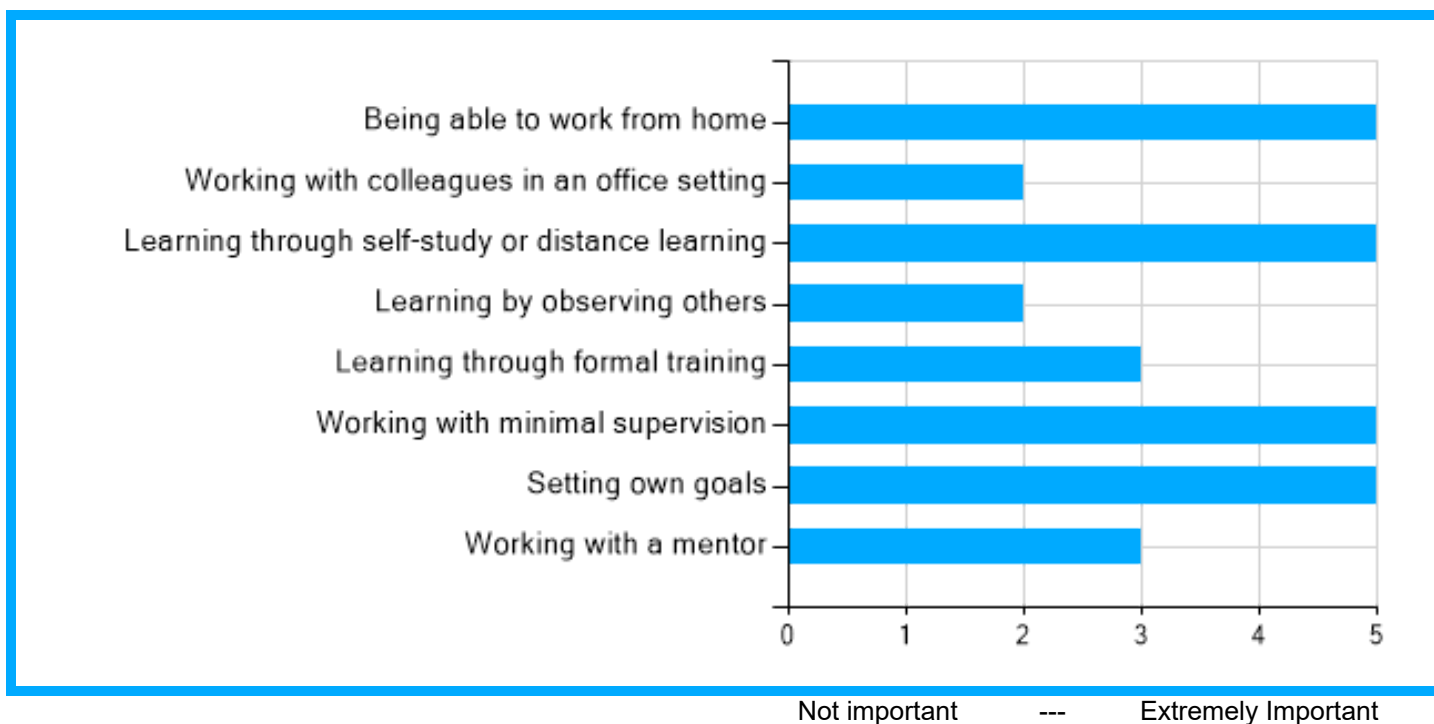 Being able to work from home
Working with colleagues in an office setting
Learning through self-study or distance learning
Learning by observing others
Learning through formal training
Working with minimal supervision
Setting own goals
Working with a mentor
0 1 2 3 4 5
Not important --- Extremely Important